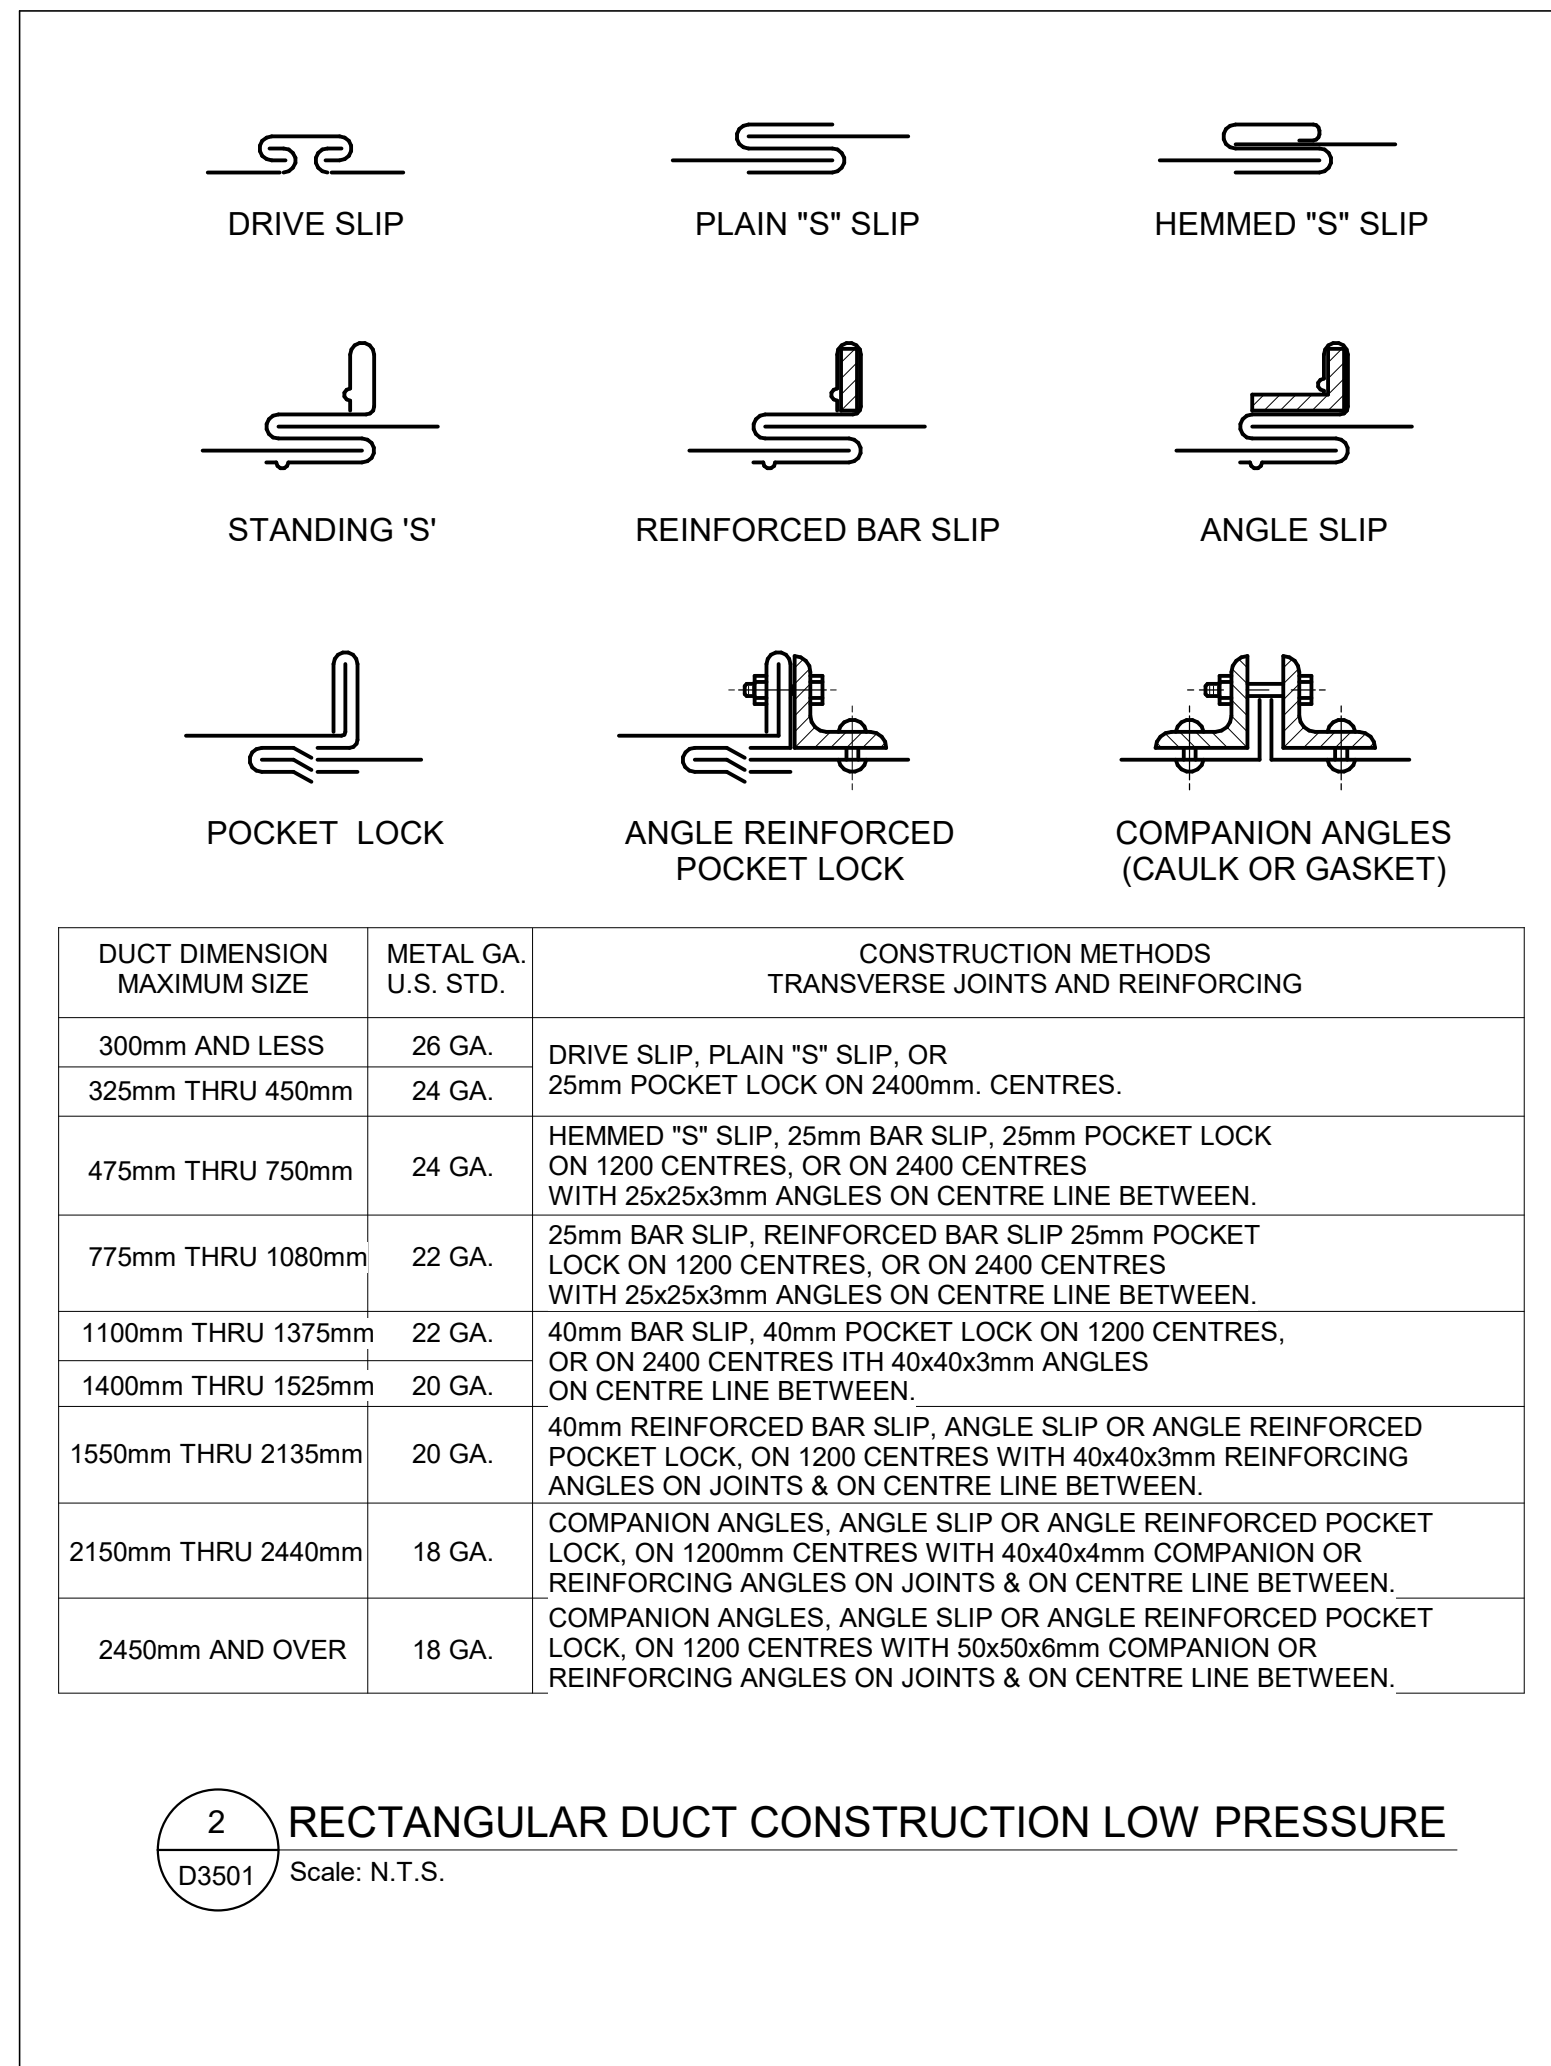 DRIVE SLIP
PLAIN "S" SLIP
HEMMED "S" SLIP
STANDING 'S'
REINFORCED BAR SLIP
ANGLE SLIP
POCKET LOCK
ANGLE REINFORCED
POCKET LOCK
COMPANION ANGLES
(CAULK OR GASKET)
DUCT DIMENSION
MAXIMUM SIZE
METAL GA.
U.S. STD.
CONSTRUCTION METHODS
TRANSVERSE JOINTS AND REINFORCING
300mm AND LESS
26 GA.
325mm THRU 450mm
24 GA.
DRIVE SLIP, PLAIN "S" SLIP, OR
25mm POCKET LOCK ON 2400mm. CENTRES.
475mm THRU 750mm
24 GA.
HEMMED "S" SLIP, 25mm BAR SLIP, 25mm POCKET LOCK
ON 1200 CENTRES, OR ON 2400 CENTRES
WITH 25x25x3mm ANGLES ON CENTRE LINE BETWEEN.
775mm THRU 1080mm
22 GA.
25mm BAR SLIP, REINFORCED BAR SLIP 25mm POCKET
LOCK ON 1200 CENTRES, OR ON 2400 CENTRES
WITH 25x25x3mm ANGLES ON CENTRE LINE BETWEEN.
1100mm THRU 1375mm
22 GA.
1400mm THRU 1525mm
20 GA.
40mm BAR SLIP, 40mm POCKET LOCK ON 1200 CENTRES,
OR ON 2400 CENTRES ITH 40x40x3mm ANGLES
ON CENTRE LINE BETWEEN.
1550mm THRU 2135mm
20 GA.
40mm REINFORCED BAR SLIP, ANGLE SLIP OR ANGLE REINFORCED
POCKET LOCK, ON 1200 CENTRES WITH 40x40x3mm REINFORCING
ANGLES ON JOINTS & ON CENTRE LINE BETWEEN.
2150mm THRU 2440mm
18 GA.
COMPANION ANGLES, ANGLE SLIP OR ANGLE REINFORCED POCKET
LOCK, ON 1200mm CENTRES WITH 40x40x4mm COMPANION OR
REINFORCING ANGLES ON JOINTS & ON CENTRE LINE BETWEEN.
2450mm AND OVER
18 GA.
COMPANION ANGLES, ANGLE SLIP OR ANGLE REINFORCED POCKET
LOCK, ON 1200 CENTRES WITH 50x50x6mm COMPANION OR
REINFORCING ANGLES ON JOINTS & ON CENTRE LINE BETWEEN.
2
D3501
RECTANGULAR DUCT CONSTRUCTION LOW PRESSURE
Scale: N.T.S.